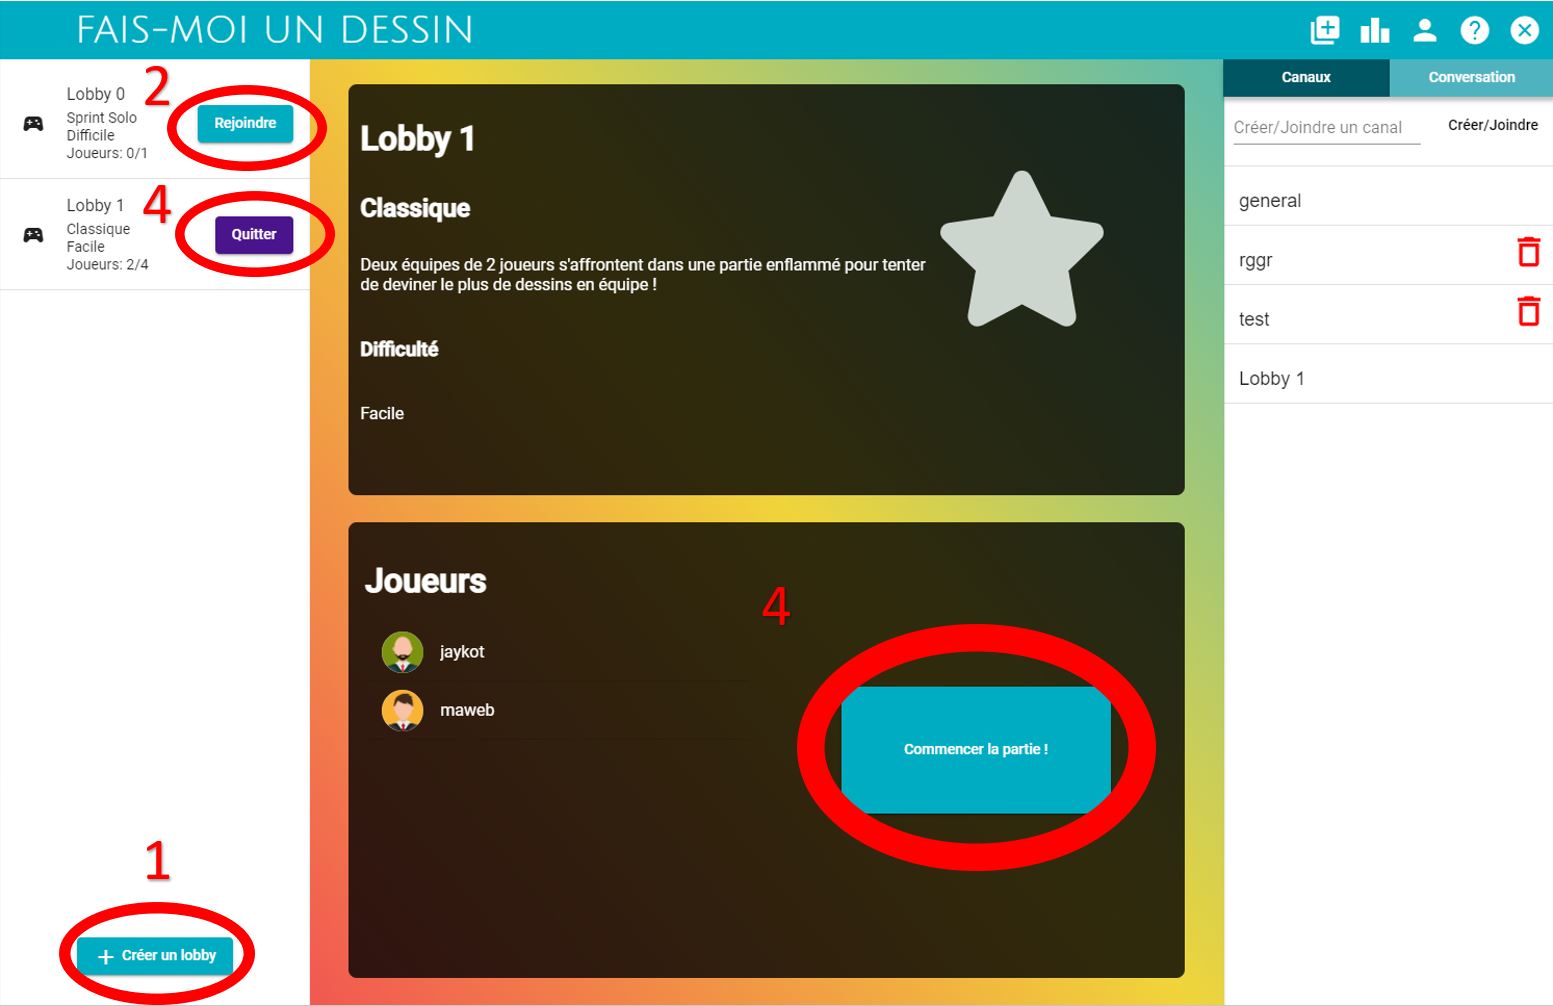 FAIS-MOI UN DESSIN
2
Lobby 0
Sprint Solo
Difficile
Joueurs: 0/1
Rejoindre
4
Lobby 1
Classique
Facile
Joueurs: 2/4
Quitter
1
Créer un lobby
Lobby 1
Classique
Deux équipes de 2 joueurs s'affrontent dans une partie enflammé pour tenter
de deviner le plus de dessins en équipe !
Difficulté
Facile
Joueurs
jaykot
maweb
4
Commencer la partie !
Canaux
Conversation
Créer/Joindre un canal
Créer/Joindre
general
rggr
test
Lobby 1